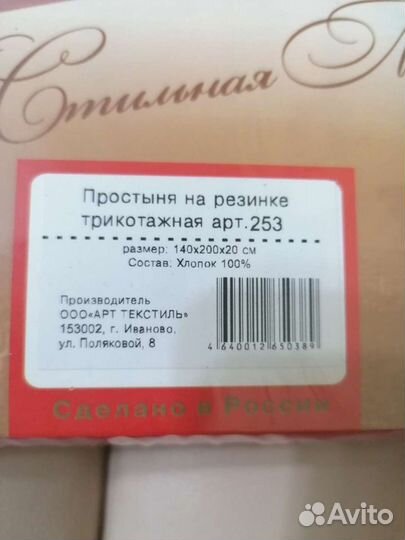 Стильная
Простыня на резинке
трикотажная арт.253
размер: 140х200х20 см
Состав: Хлопок 100%
Производитель
ООО«АРТ ТЕКСТИЛЬ»
153002, г. Иваново.
ул. Поляковой, 8
4640012650389
Сделано в России
Avito